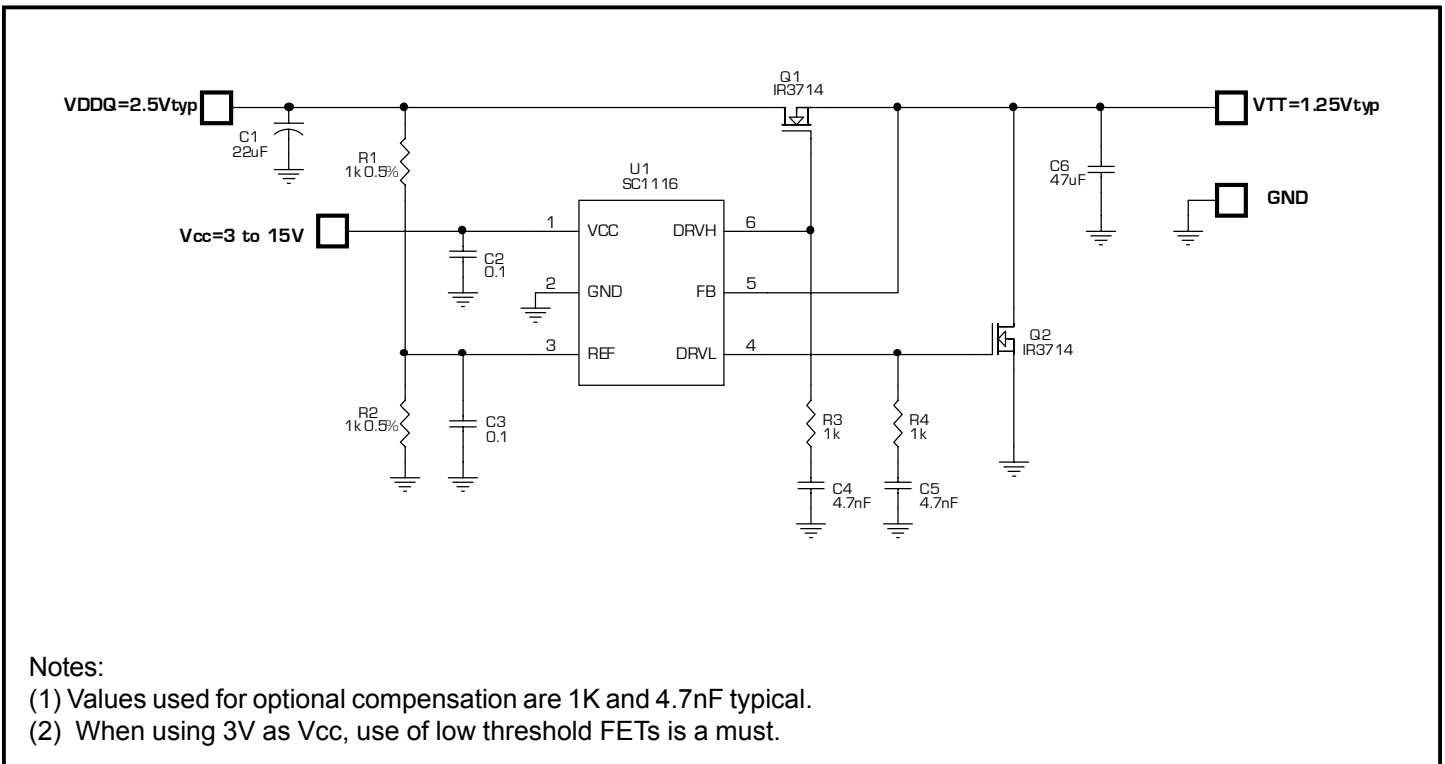 Q1
IR3714
VDDQ=2.5Vtyp
VTT=1.25Vtyp
C1
22uF
R1
1k 0.5%
U1
SC1116
C6
47uF
GND
Vcc=3 to 15V
1
VCC
DRVH
6
C2
0.1
2
GND
FB
5
3
REF
DRVL
4
Q2
IR3714
R2
1k 0.5%
C3
0.1
R3
1k
R4
1k
C4
4.7nF
C5
4.7nF
Notes:
(1) Values used for optional compensation are 1K and 4.7nF typical.
(2) When using 3V as Vcc, use of low threshold FETs is a must.